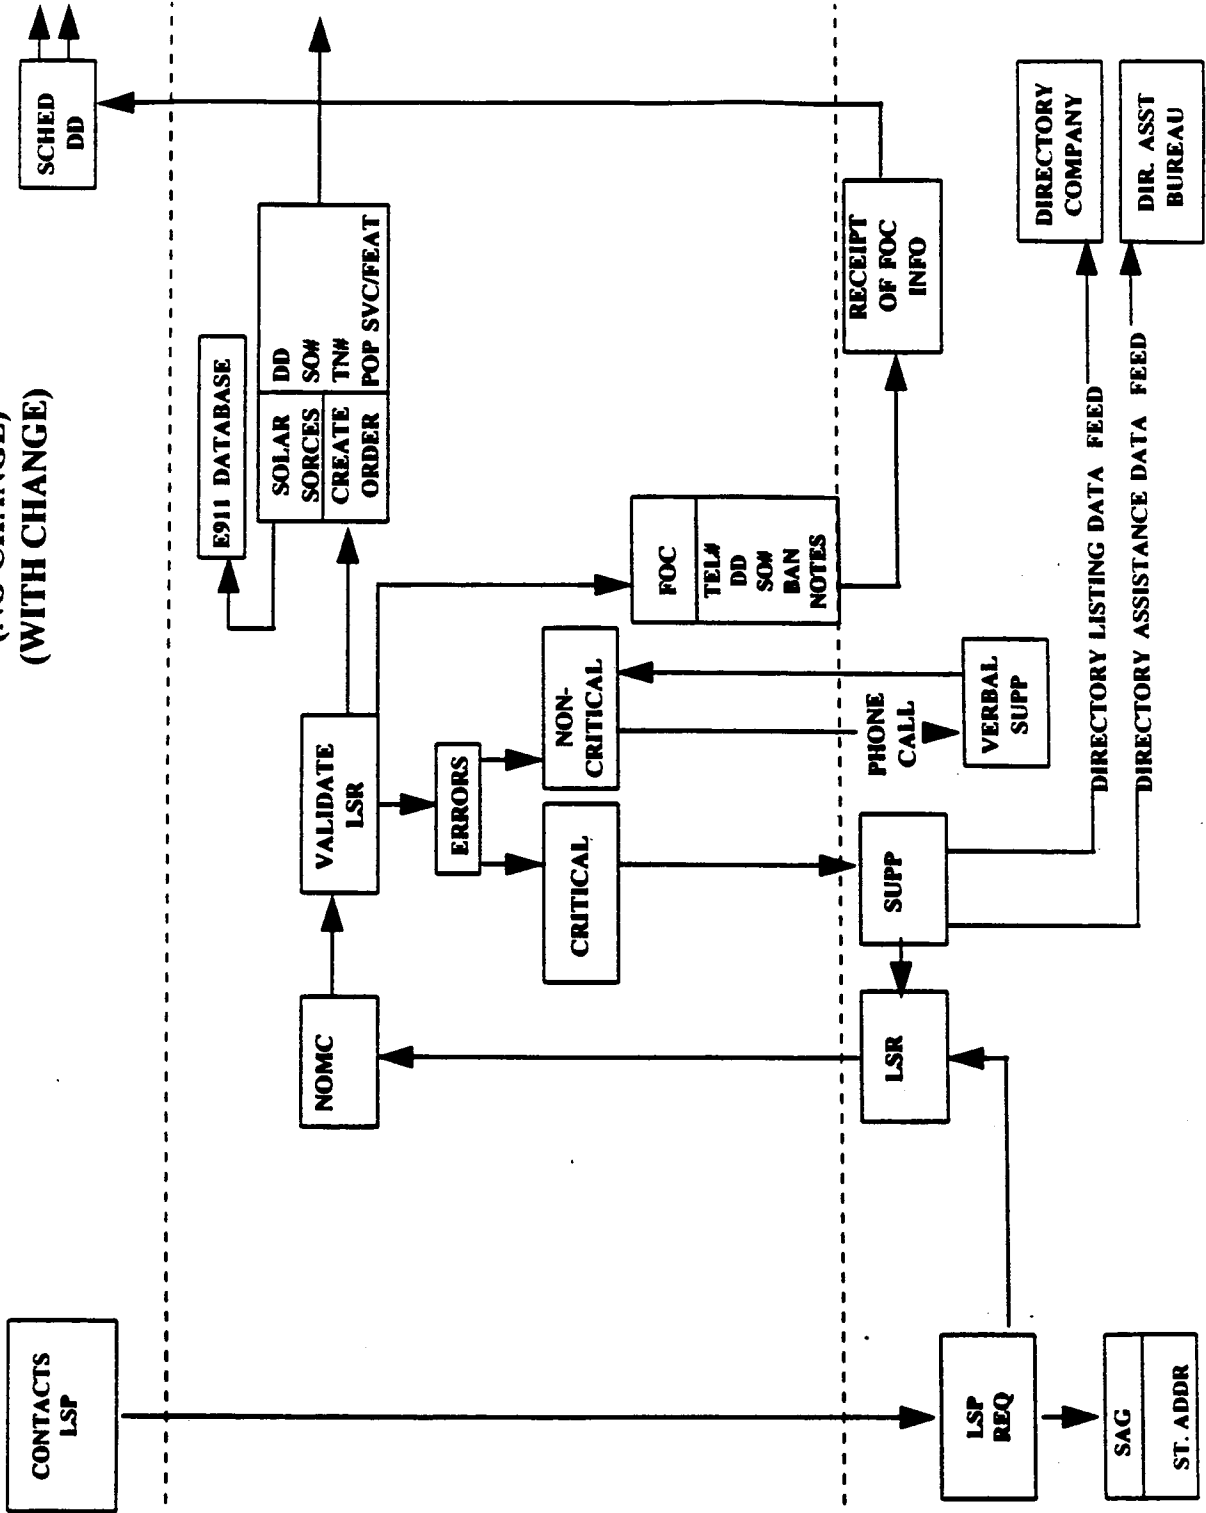 (NO CHANGE)
(WITH CHANGE)
CONTACTS
LSP
SCHED
DD
E911 DATABASE
SOLAR
SORCES
CREATE
ORDER
DD
SO#
TN#
POP SVC/FEAT
NOMC
VALIDATE
LSR
ERRORS
CRITICAL
NON-
CRITICAL
FOC
TEL#
DD
SO#
BAN
NOTES
LSP
REQ
SAG
ST. ADDR
LSR
SUPP
PHONE
CALL
VERBAL
SUPP
RECEIPT
OF FOC
INFO
DIRECTORY LISTING DATA FEED
DIRECTORY ASSISTANCE DATA FEED
DIRECTORY
COMPANY
DIR. ASST
BUREAU